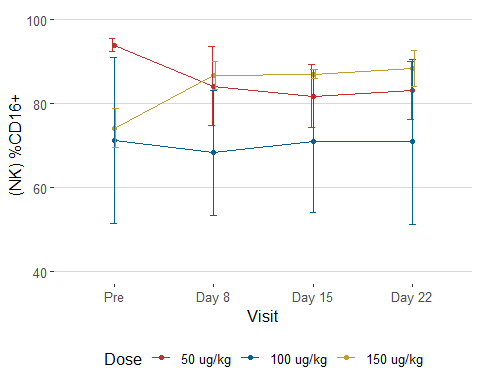 (NK) %CD16+
100
80
60
40
Pre Day 8 Day 15 Day 22
Visit
Dose 50 ug/kg 100 ug/kg 150 ug/kg